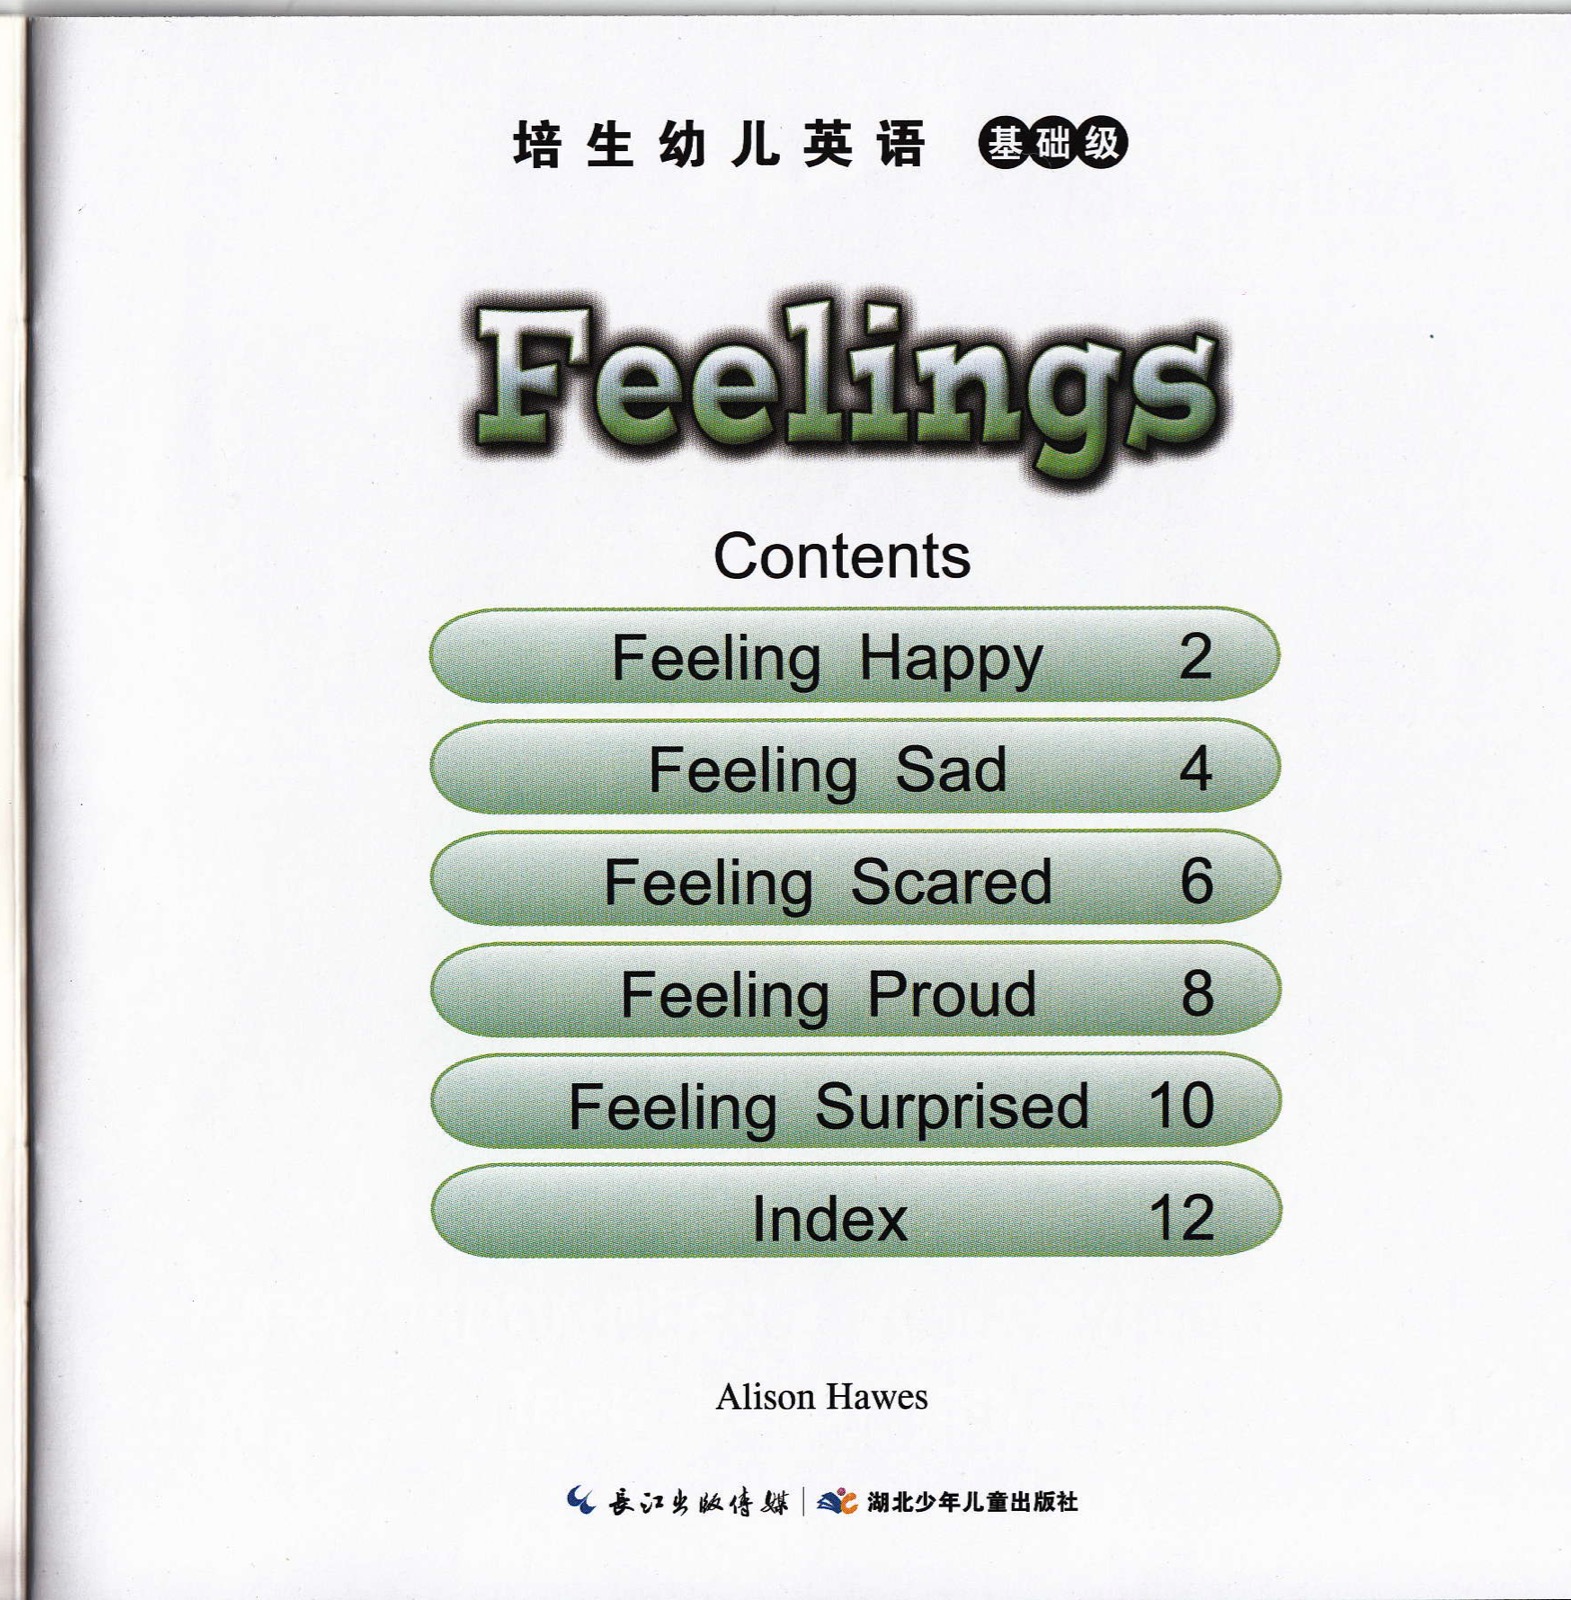 培生幼儿英语 基础级
Feelings
Contents
Feeling Happy 2
Feeling Sad 4
Feeling Scared 6
Feeling Proud 8
Feeling Surprised 10
Index 12
Alison Hawes
長江出版传媒 湖北少年儿童出版社